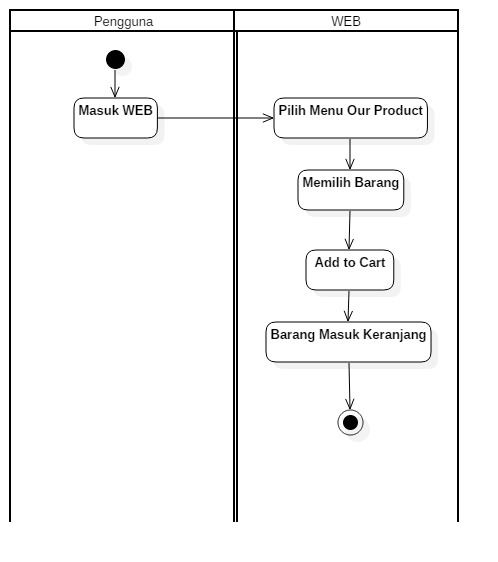 Pengguna
WEB
Masuk WEB
Pilih Menu Our Product
Memilih Barang
Add to Cart
Barang Masuk Keranjang